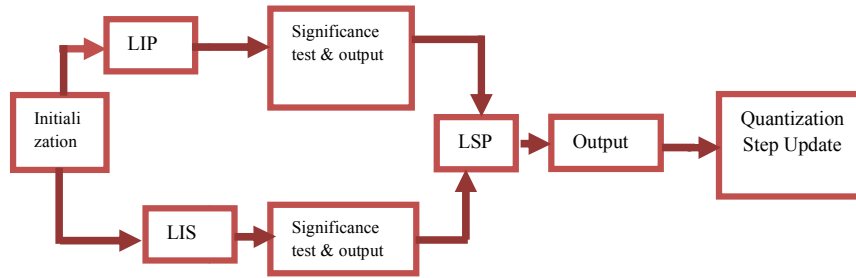 LIP
Significance
test & output
Initiali
zation
LSP
Output
Quantization
Step Update
LIS
Significance
test & output